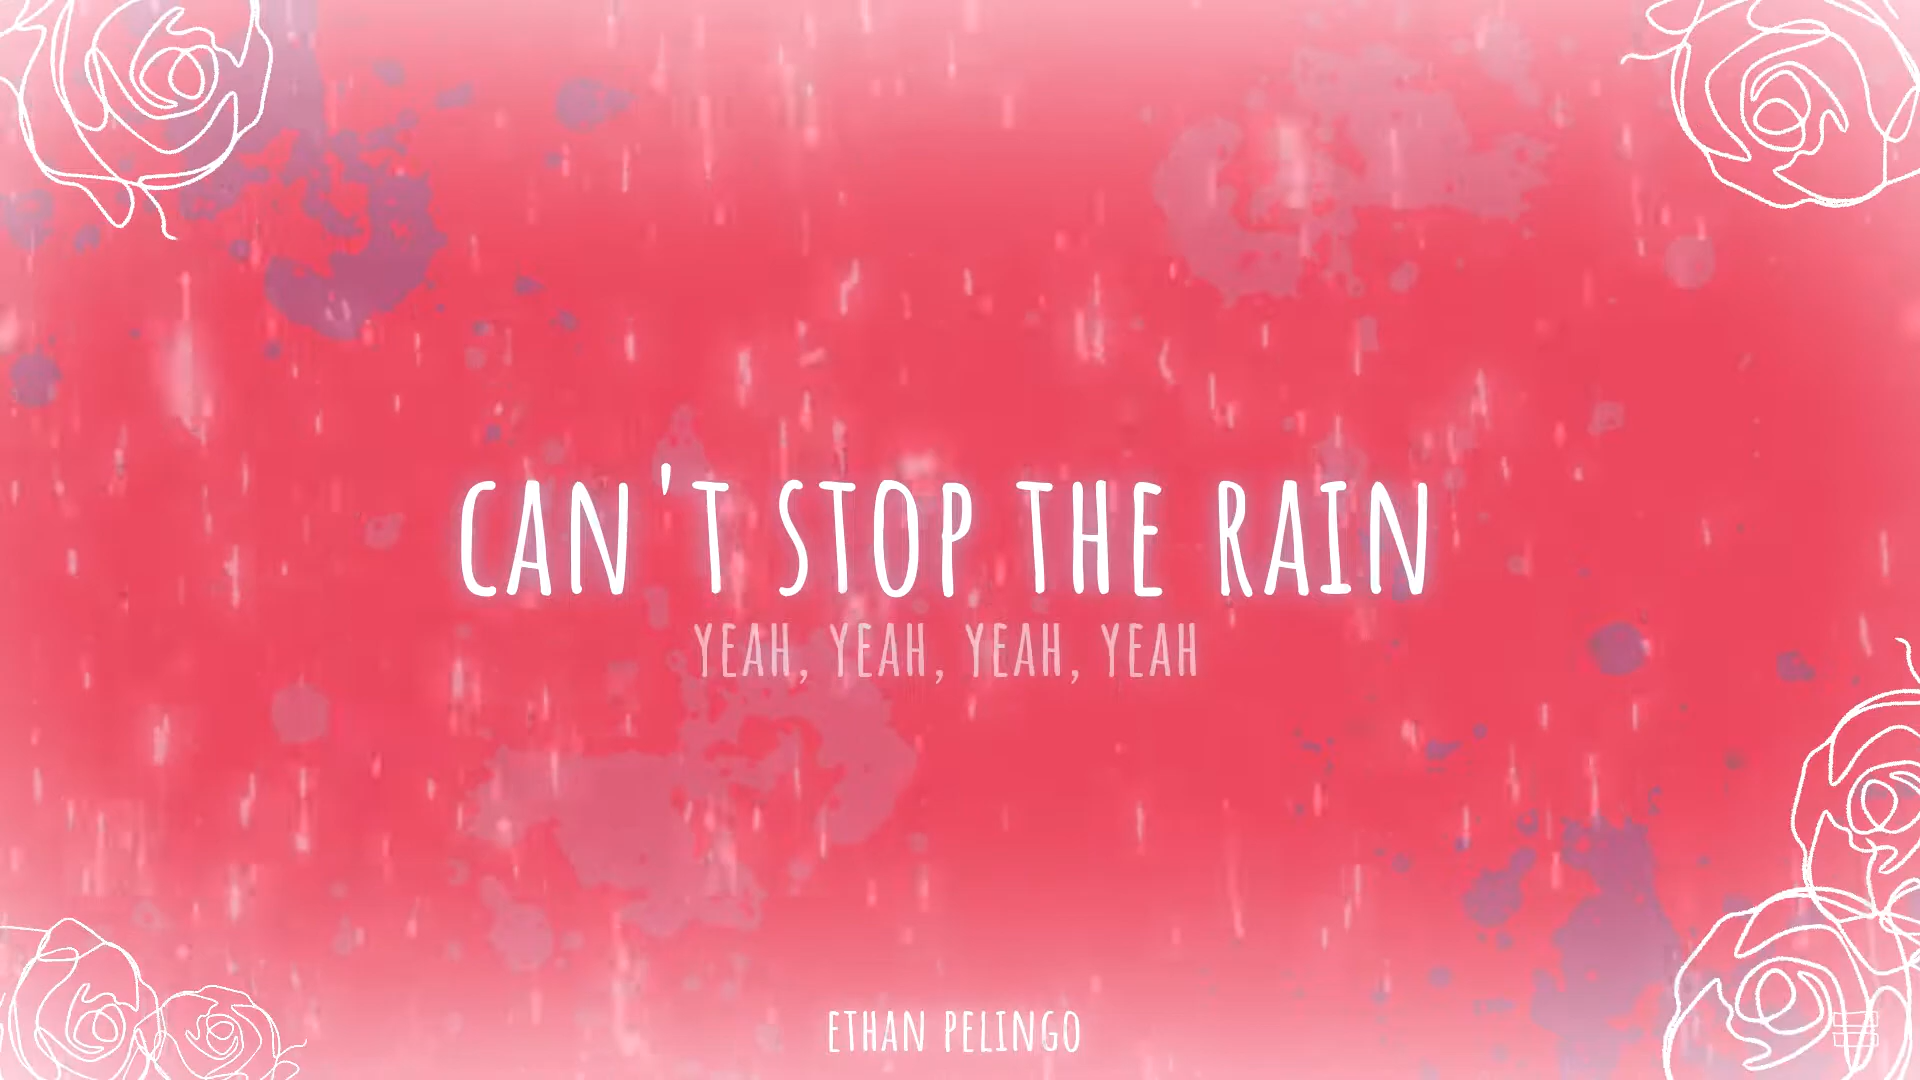 CAN'T STOP THE RAIN
YEAH, YEAH, YEAH, YEAH
ETHAN PELINGO